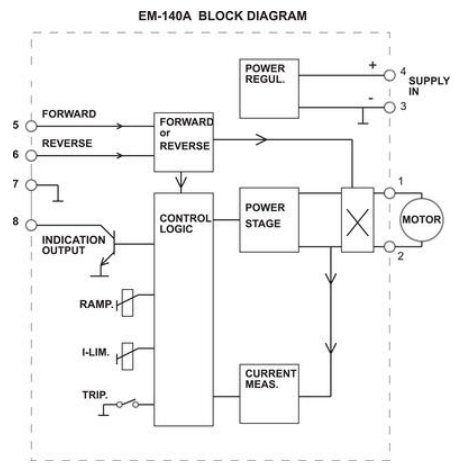 EM-140A BLOCK DIAGRAM
POWER
REGUL.
+
4
SUPPLY
IN
-
3
5
FORWARD
6
REVERSE
FORWARD
or
REVERSE
7
8
INDICATION
OUTPUT
CONTROL
LOGIC
POWER
STAGE
1
MOTOR
2
RAMP.
I-LIM.
TRIP.
CURRENT
MEAS.